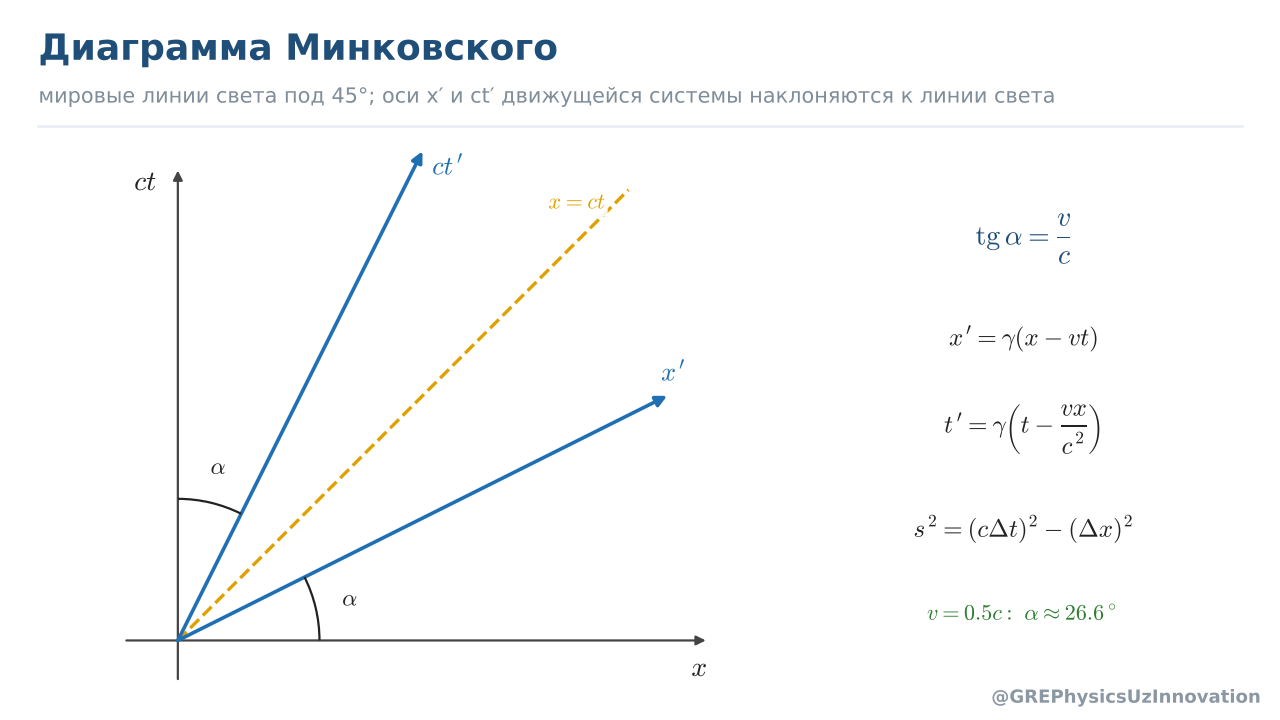 Диаграмма Минковского
мировые линии света под 45°; оси x′ и ct′ движущейся системы наклоняются к линии света
ct
ct′
x = ct
x′
α
α
x
tg α = v/c
x′ = γ(x − vt)
t′ = γ(t − vx/c²)
s² = (cΔt)² − (Δx)²
v = 0.5c : α ≈ 26.6°
@GREPhysicsUzInnovation